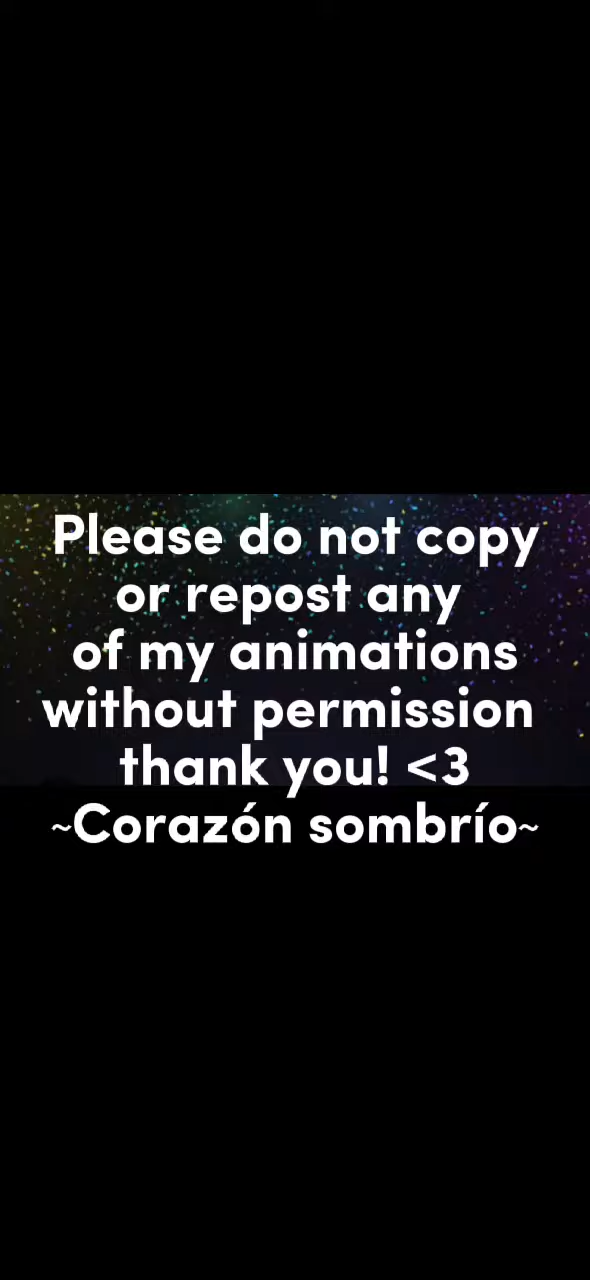 Please do not copy
or repost any
of my animations
without permission
thank you! <3
~Corazón sombrío~